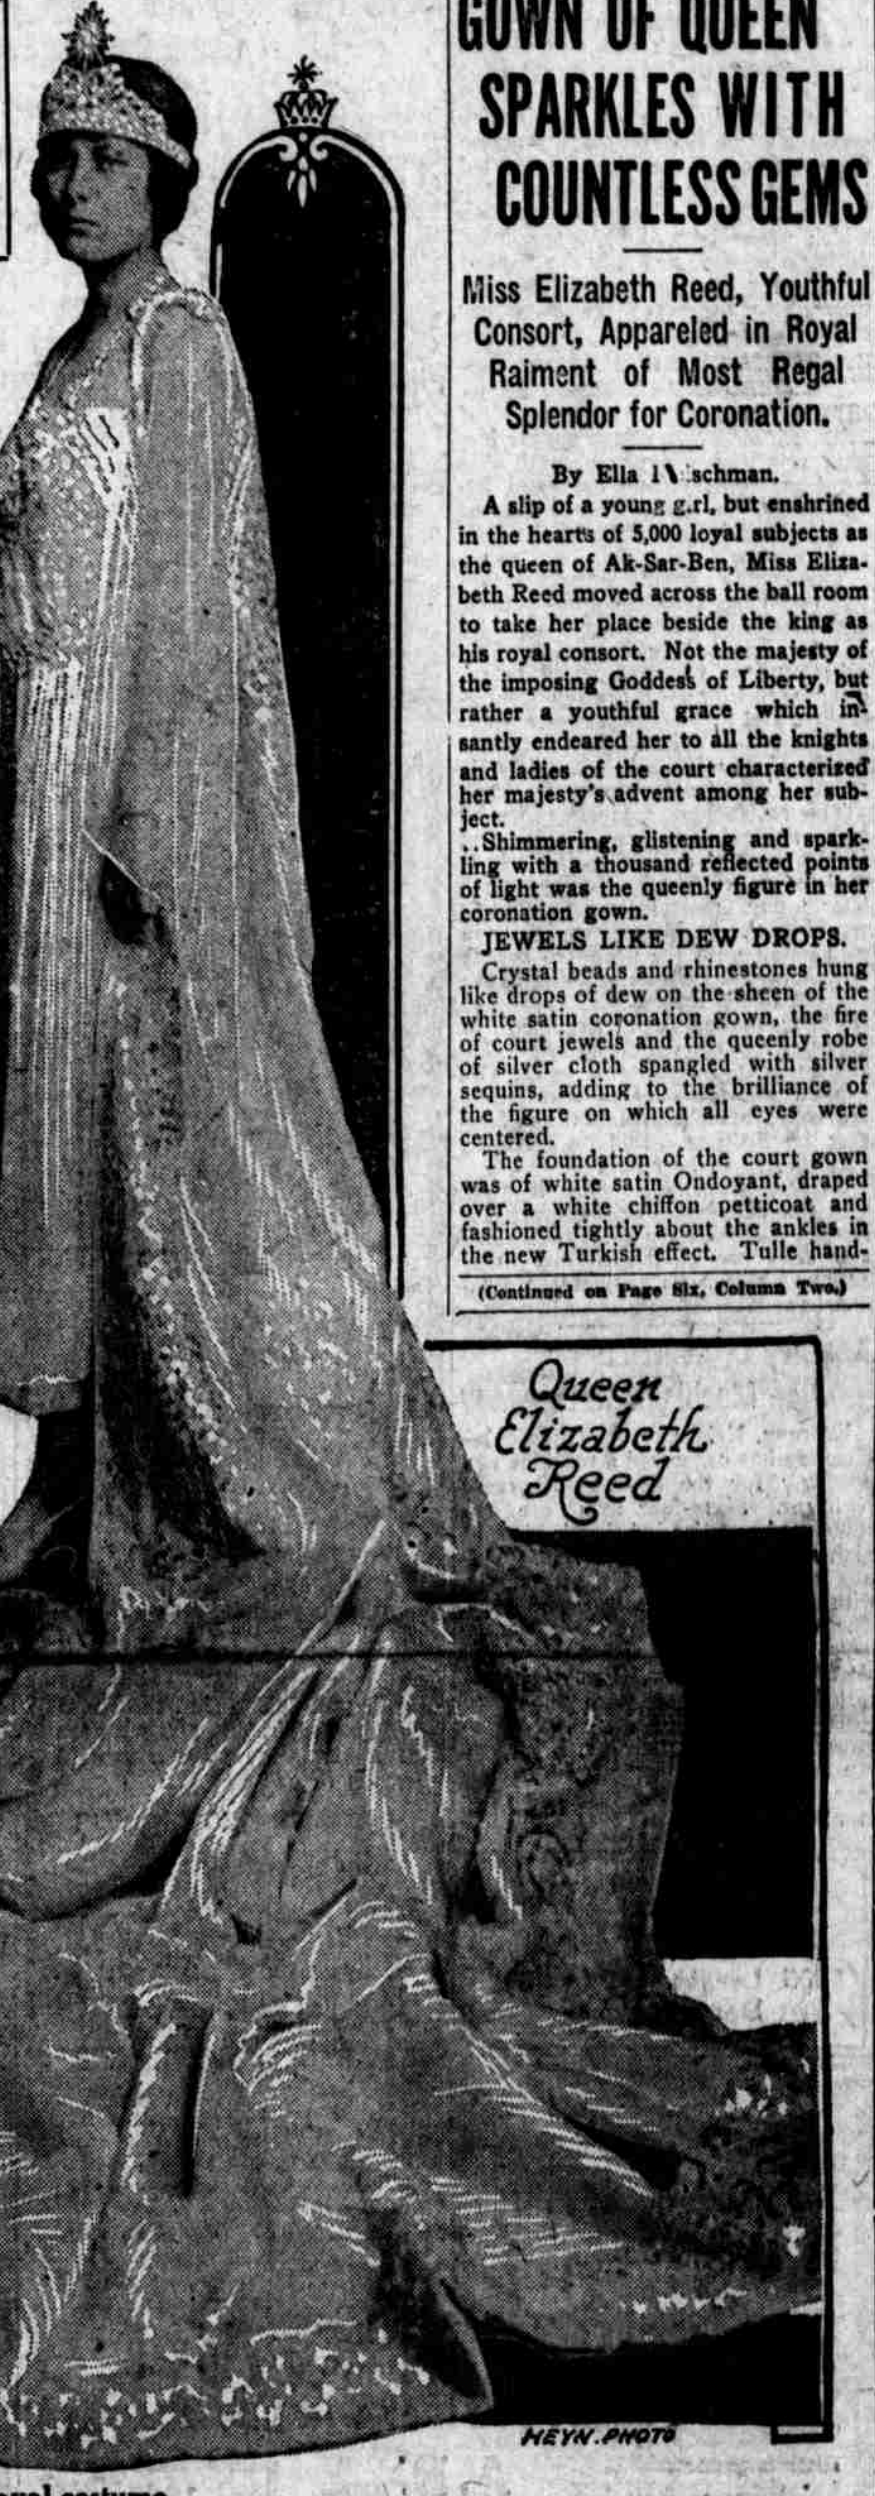 GOWN OF QUEEN
SPARKLES WITH
COUNTLESS GEMS
Miss Elizabeth Reed, Youthful
Consort, Appareled in Royal
Raiment of Most Regal
Splendor for Coronation.
By Ella
A slip of a young g.rl, but enshrined
in the hearts of 5,000 loyal subjects as
the queen of Ak-Sar-Ben, Miss Eliza-
beth Reed moved across the ball room
to take her place beside the king as
his royal consort. Not the majesty of
the imposing Goddess of Liberty, but
rather a youthful grace which in-
santly endeared her to all the knights
and ladies of the court characterized
her majesty's advent among her sub-
ject.
..Shimmering, glistening and spark-
ling with a thousand reflected points
of light was the queenly figure in her
coronation gown.
JEWELS LIKE DEW DROPS.
Crystal beads and rhinestones hung
like drops of dew on the sheen of the
white satin coronation gown, the fire
of court jewels and the queenly robe
of silver cloth spangled with silver
sequins, adding to the brilliance of
the figure on which all eyes were
centered.
The foundation of the court gown
was of white satin Ondoyant, draped
over a white chiffon petticoat and
fashioned tightly about the ankles in
the new Turkish effect. Tulle hand-
(Continued on Page Six, Column Two.)
Queen
Elizabeth
Reed
HEYN. PHOTO